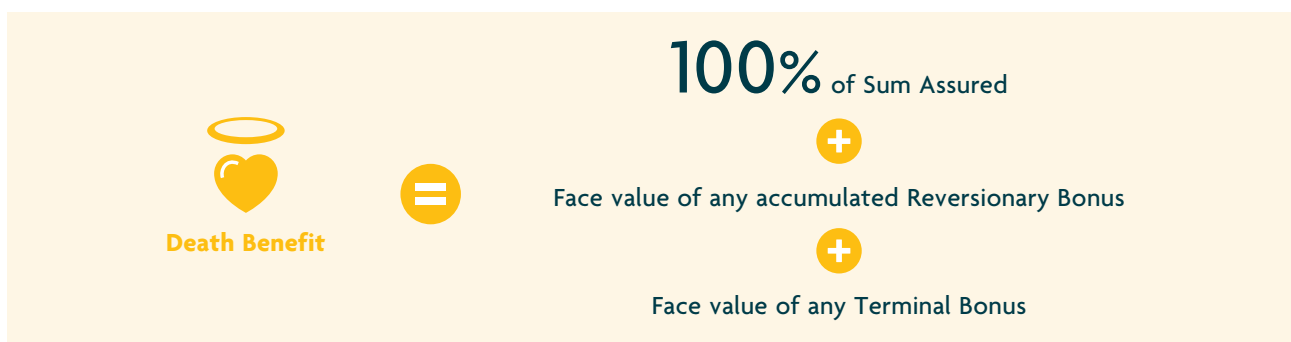 100% of Sum Assured
+
Face value of any accumulated Reversionary Bonus
Death Benefit
=
+
Face value of any Terminal Bonus